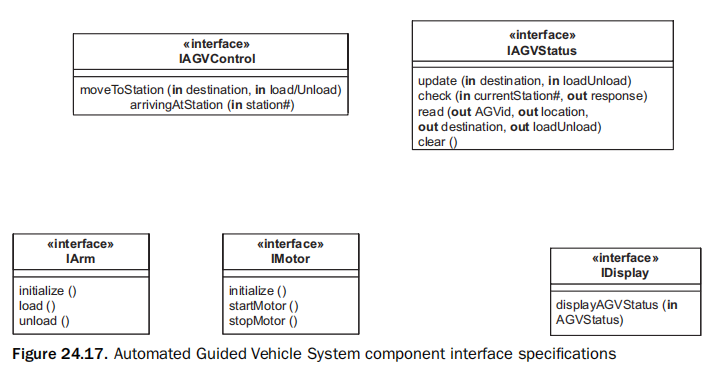 «interface»
IAGVControl
moveToStation (in destination, in load/Unload)
arrivingAtStation (in station#)
«interface»
IAGVStatus
update (in destination, in loadUnload)
check (in currentStation#, out response)
read (out AGVid, out location,
out destination, out loadUnload)
clear ()
«interface»
IArm
initialize ()
load ()
unload ()
«interface»
IMotor
initialize ()
startMotor ()
stopMotor ()
«interface»
IDisplay
displayAGVStatus (in
AGVStatus)
Figure 24.17. Automated Guided Vehicle System component interface specifications